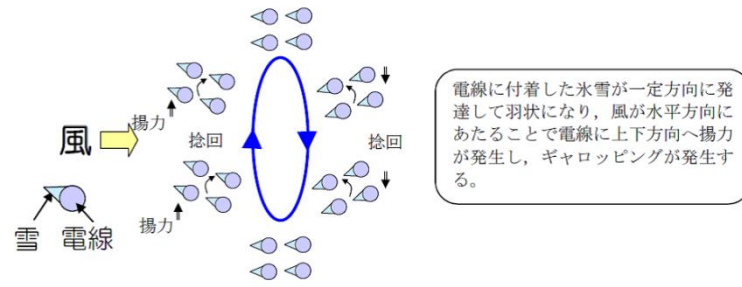 揚力
捻回
捻回
風
揚力
雪 電線
電線に付着した氷雪が一定方向に発
達して羽状になり，風が水平方向に
あたることで電線に上下方向へ揚力
が発生し，ギャロッピングが発生す
る。